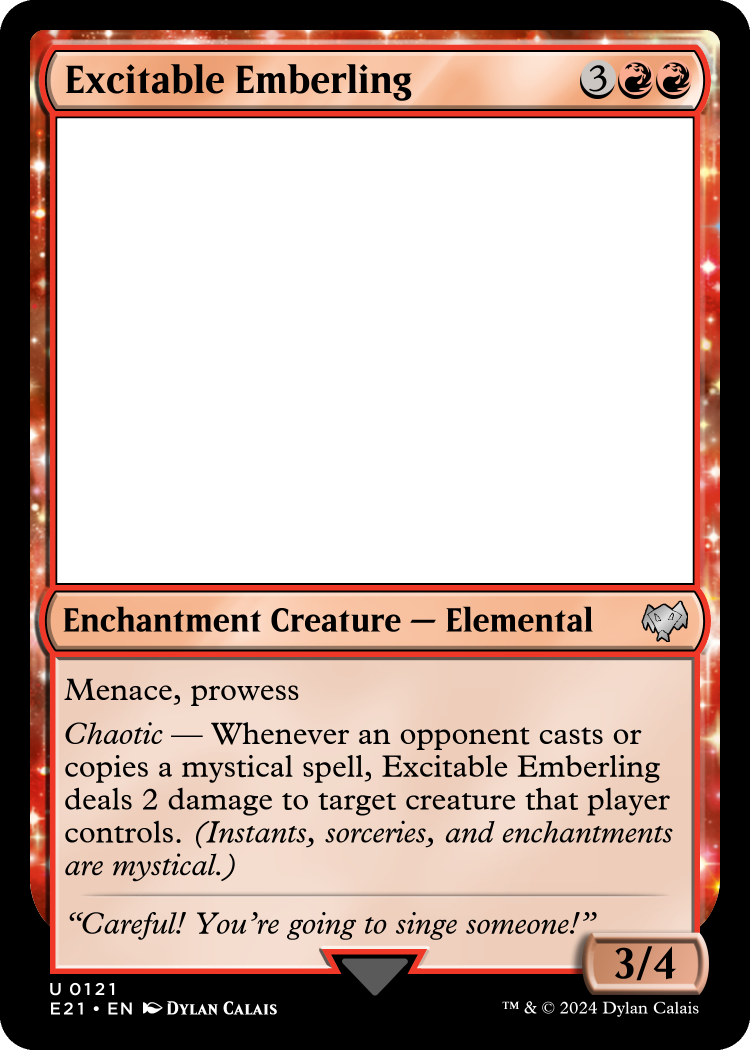 Excitable Emberling 3
Enchantment Creature — Elemental
Menace, prowess
Chaotic — Whenever an opponent casts or
copies a mystical spell, Excitable Emberling
deals 2 damage to target creature that player
controls. (Instants, sorceries, and enchantments
are mystical.)
“Careful! You’re going to singe someone!”
3/4
U 0121
E21 • EN Dylan Calais
™ & © 2024 Dylan Calais